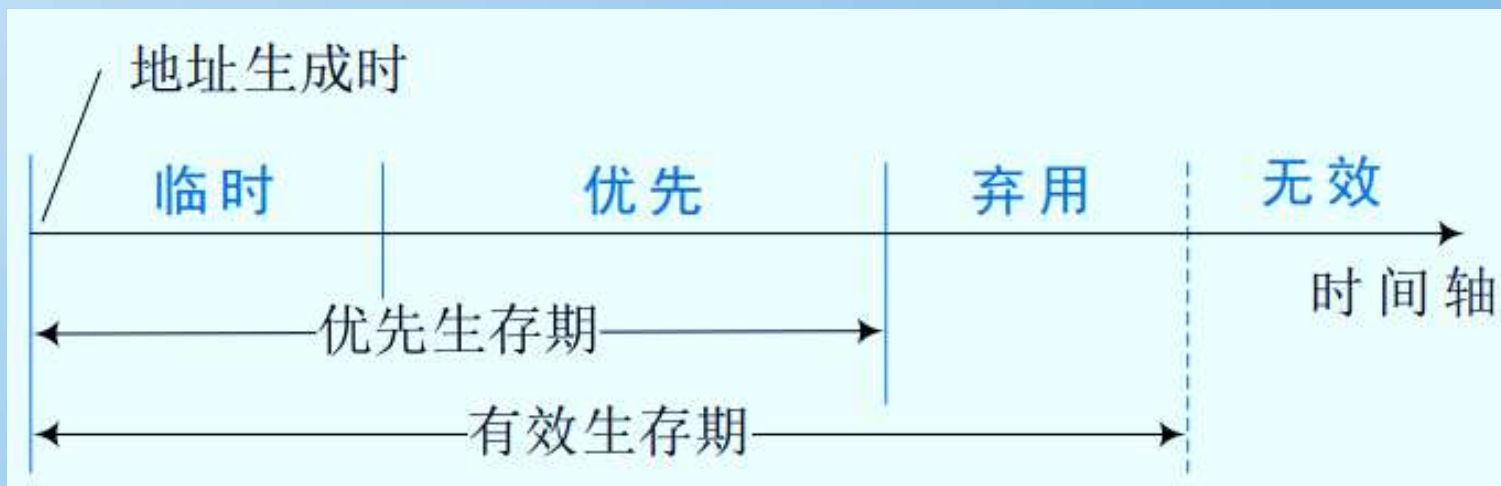 地址生成时
临时 优先 弃用 无效
时间轴
优先生存期
有效生存期